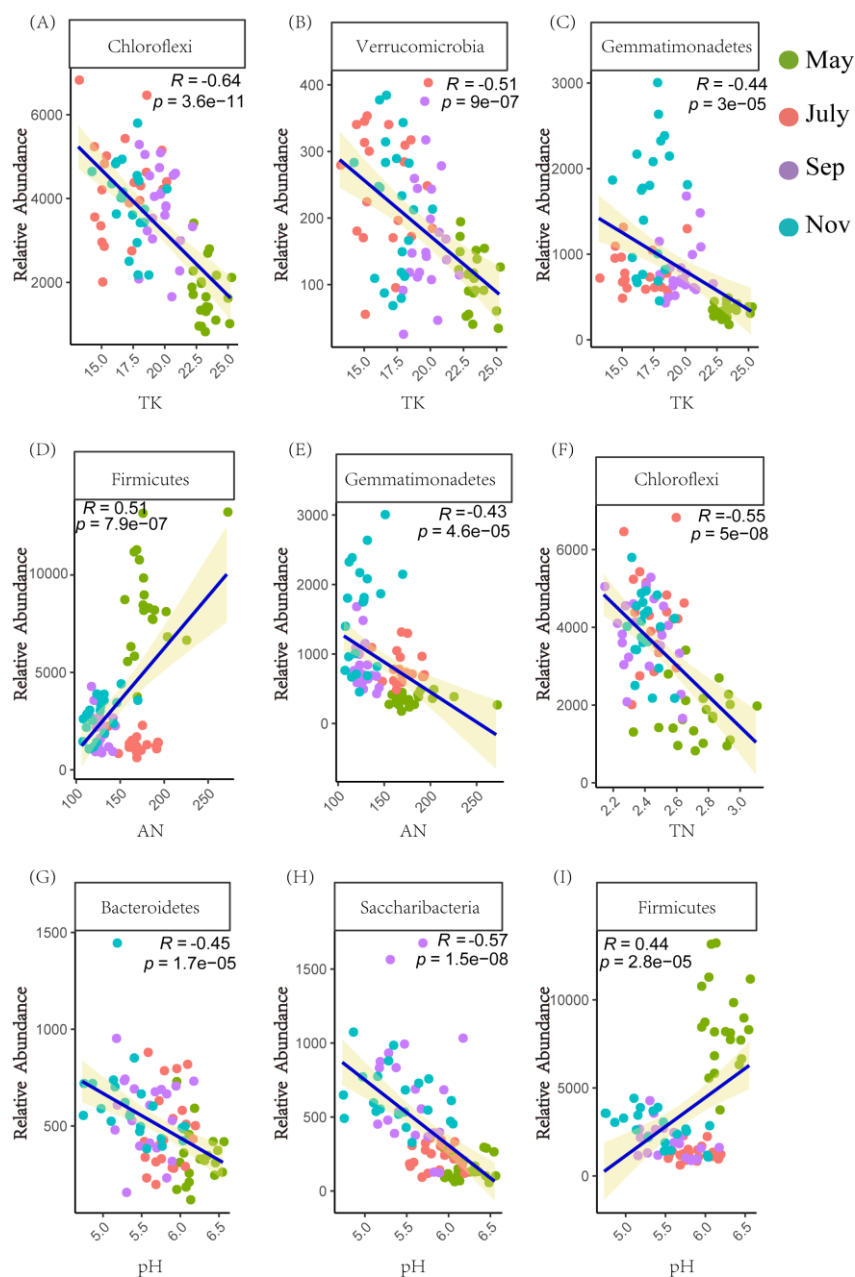 (A)
Chloroflexi
R = -0.64
p = 3.6e-11
Relative Abundance
6000
4000
2000
15.0
17.5
20.0
22.5
25.0
TK
(B)
Verrucomicrobia
R = -0.51
p = 9e-07
Relative Abundance
400
300
200
100
15.0
17.5
20.0
22.5
25.0
TK
(C)
Gemmatimonadetes
R = -0.44
p = 3e-05
Relative Abundance
3000
2000
1000
0
15.0
17.5
20.0
22.5
25.0
TK
May
July
Sep
Nov
(D)
Firmicutes
R = 0.51
p = 7.9e-07
Relative Abundance
10000
5000
0
100
150
200
250
AN
(E)
Gemmatimonadetes
R = -0.43
p = 4.6e-05
Relative Abundance
3000
2000
1000
0
100
150
200
250
AN
(F)
Chloroflexi
R =-0.55
p = 5e-08
Relative Abundance
6000
4000
2000
0
2.2
2.4
2.6
2.8
3.0
TN
(G)
Bacteroidetes
R = -0.45
p = 1.7e-05
Relative Abundance
1500
1000
500
5.0
5.5
6.0
6.5
pH
(H)
Saccharibacteria
R = -0.57
p = 1.5e-08
Relative Abundance
1500
1000
500
0
5.0
5.5
6.0
6.5
pH
(I)
Firmicutes
R = 0.44
p = 2.8e-05
Relative Abundance
10000
5000
0
5.0
5.5
6.0
6.5
pH